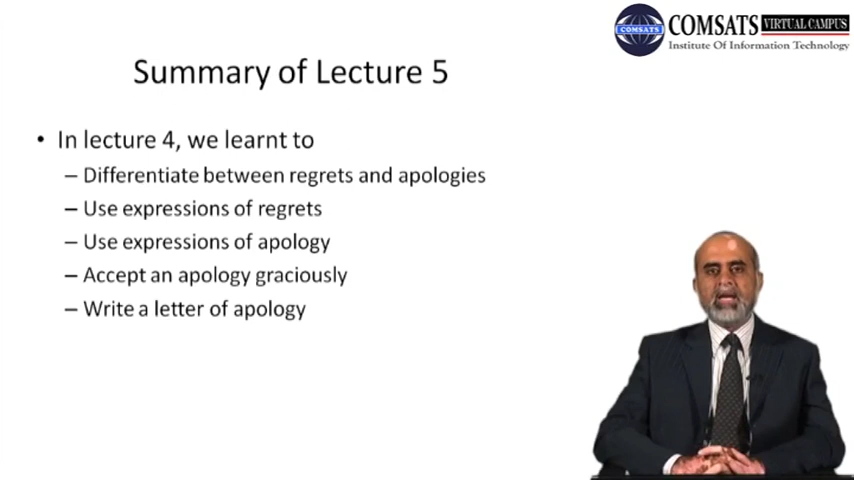 COMSATS VIRTUAL CAMPUS
COMSATS
Institute Of Information Technology
Summary of Lecture 5
• In lecture 4, we learnt to
– Differentiate between regrets and apologies
– Use expressions of regrets
– Use expressions of apology
– Accept an apology graciously
– Write a letter of apology